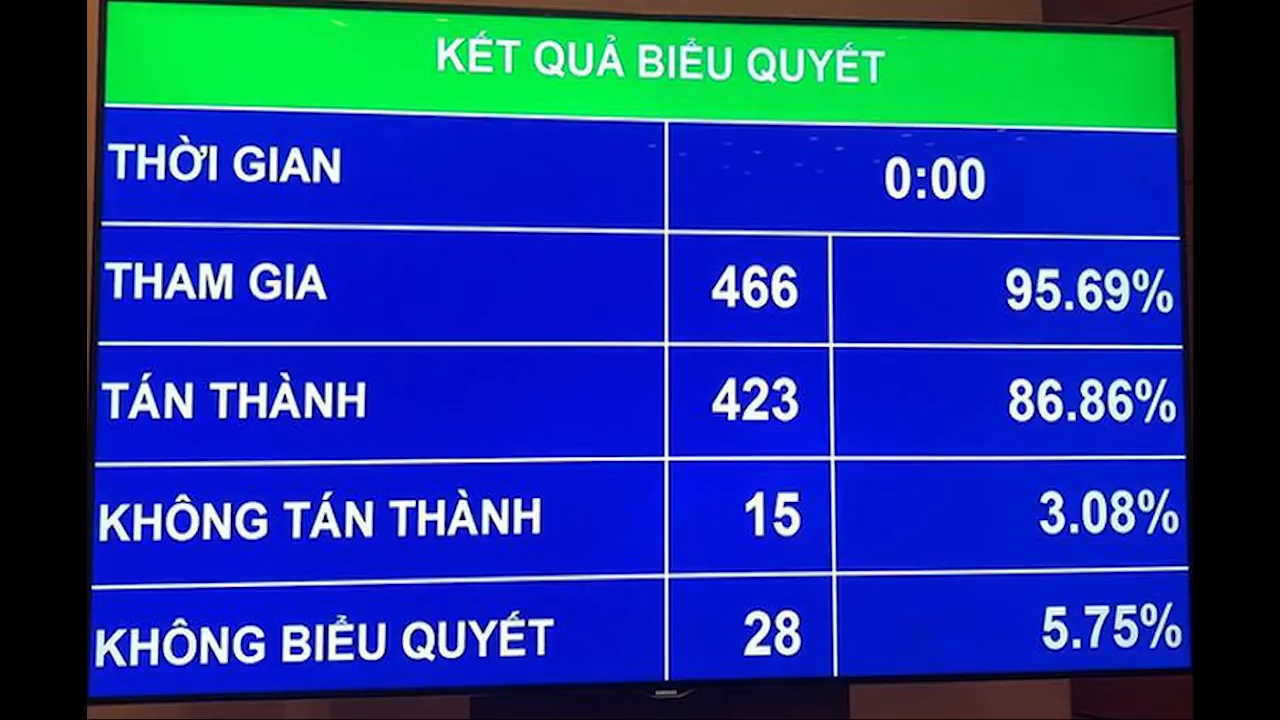 KẾT QUẢ BIỂU QUYẾT
THỜI GIAN 0:00
THAM GIA 466 95.69%
TÁN THÀNH 423 86.86%
KHÔNG TÁN THÀNH 15 3.08%
KHÔNG BIỂU QUYẾT 28 5.75%
SAMSUNG